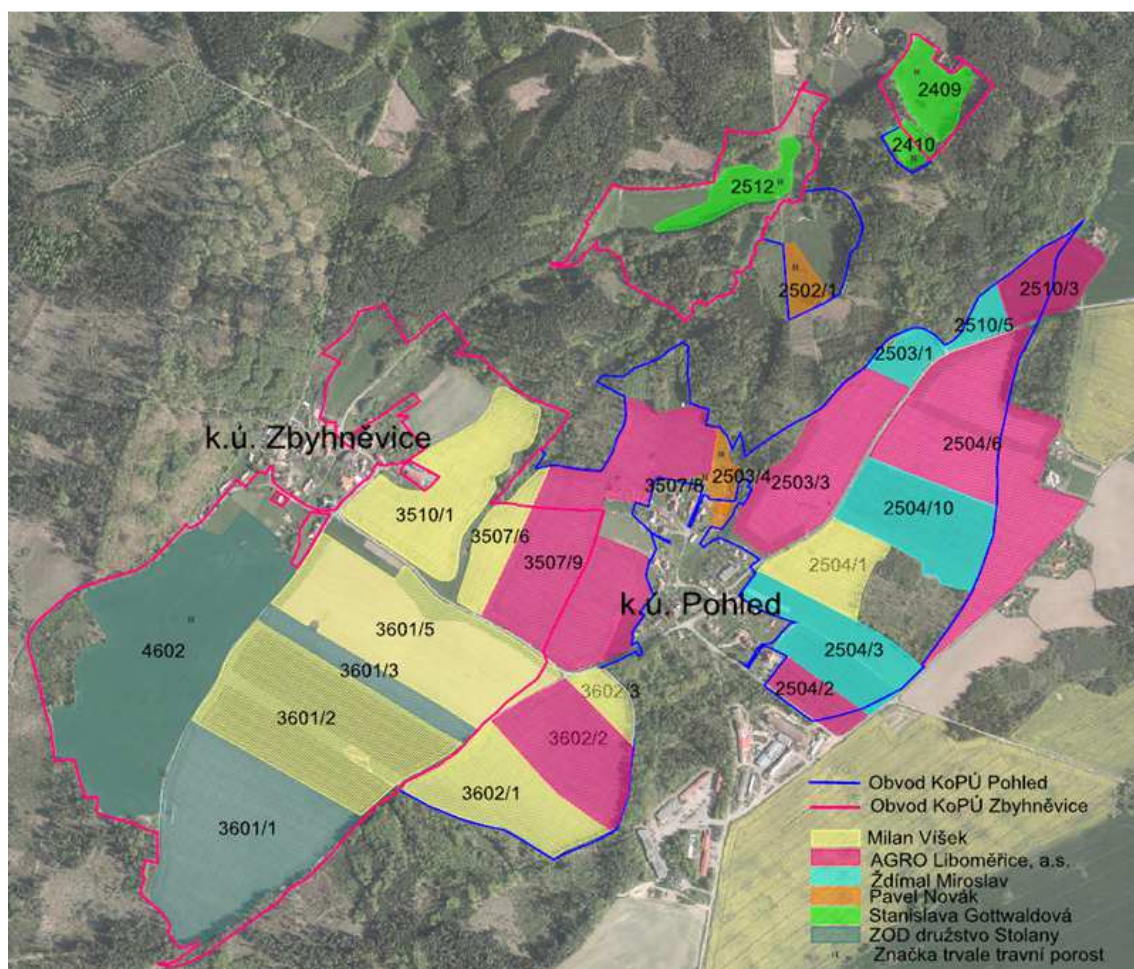 2409
2410
2512
2502/1
2510/3
2510/5
2503/1
k.ú. Zbyhněvice
2504/6
2503/4
3507/8
2503/3
3510/1
2504/10
3507/6
3507/9
2504/1
k.ú. Pohled
3601/5
4602
3601/3
2504/3
3602/3
2504/2
3601/2
3602/2
3602/1
3601/1
Obvod KoPÚ Pohled
Obvod KoPÚ Zbyhněvice
Milan Víšek
AGRO Liboměřice, a.s.
Ždímal Miroslav
Pavel Novák
Stanislava Gottwaldová
ZOD družstvo Stolany
Značka trvale travní porost